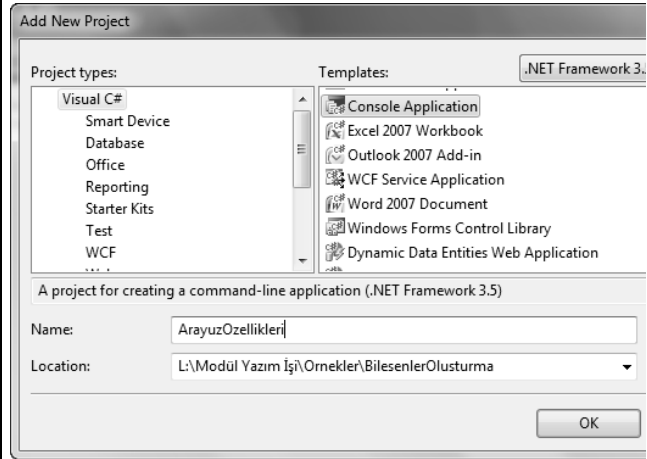 Add New Project
Project types:
Templates:
.NET Framework 3.
Visual C#
Smart Device
Database
Office
Reporting
Starter Kits
Test
WCF
Console Application
Excel 2007 Workbook
Outlook 2007 Add-in
WCF Service Application
Word 2007 Document
Windows Forms Control Library
Dynamic Data Entities Web Application
A project for creating a command-line application (.NET Framework 3.5)
Name:
ArayuzOzellikleri
Location:
L:\Modül Yazım İşi\Ornekler\BilesenlerOlusturma
OK